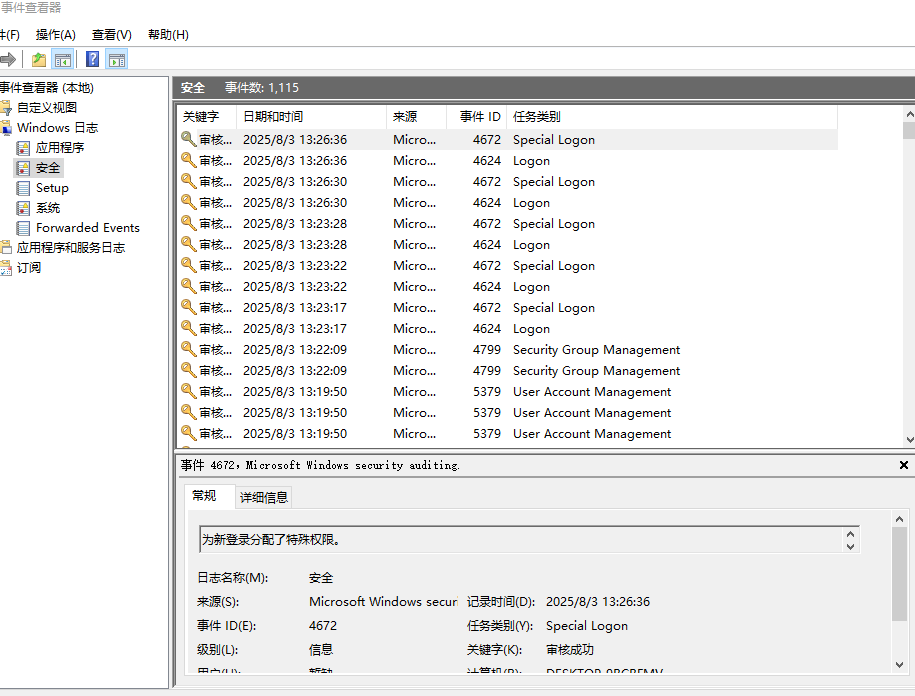 事件查看器
件(F) 操作(A) 查看(V) 帮助(H)
事件查看器 (本地)
自定义视图
Windows 日志
应用程序
安全
Setup
系统
Forwarded Events
应用程序和服务日志
订阅
安全 事件数: 1,115
关键字 日期和时间 来源 事件 ID 任务类别
审核... 2025/8/3 13:26:36 Micro... 4672 Special Logon
审核... 2025/8/3 13:26:36 Micro... 4624 Logon
审核... 2025/8/3 13:26:30 Micro... 4672 Special Logon
审核... 2025/8/3 13:26:30 Micro... 4624 Logon
审核... 2025/8/3 13:23:28 Micro... 4672 Special Logon
审核... 2025/8/3 13:23:28 Micro... 4624 Logon
审核... 2025/8/3 13:23:22 Micro... 4672 Special Logon
审核... 2025/8/3 13:23:22 Micro... 4624 Logon
审核... 2025/8/3 13:23:17 Micro... 4672 Special Logon
审核... 2025/8/3 13:23:17 Micro... 4624 Logon
审核... 2025/8/3 13:22:09 Micro... 4799 Security Group Management
审核... 2025/8/3 13:22:09 Micro... 4799 Security Group Management
审核... 2025/8/3 13:19:50 Micro... 5379 User Account Management
审核... 2025/8/3 13:19:50 Micro... 5379 User Account Management
审核... 2025/8/3 13:19:50 Micro... 5379 User Account Management
事件 4672，Microsoft Windows security auditing.
常规 详细信息
为新登录分配了特殊权限。
日志名称(M): 安全
来源(S): Microsoft Windows securi 记录时间(D): 2025/8/3 13:26:36
事件 ID(E): 4672 任务类别(Y): Special Logon
级别(L): 信息 关键字(K): 审核成功
用户(U): 暂缺 计算机(R):